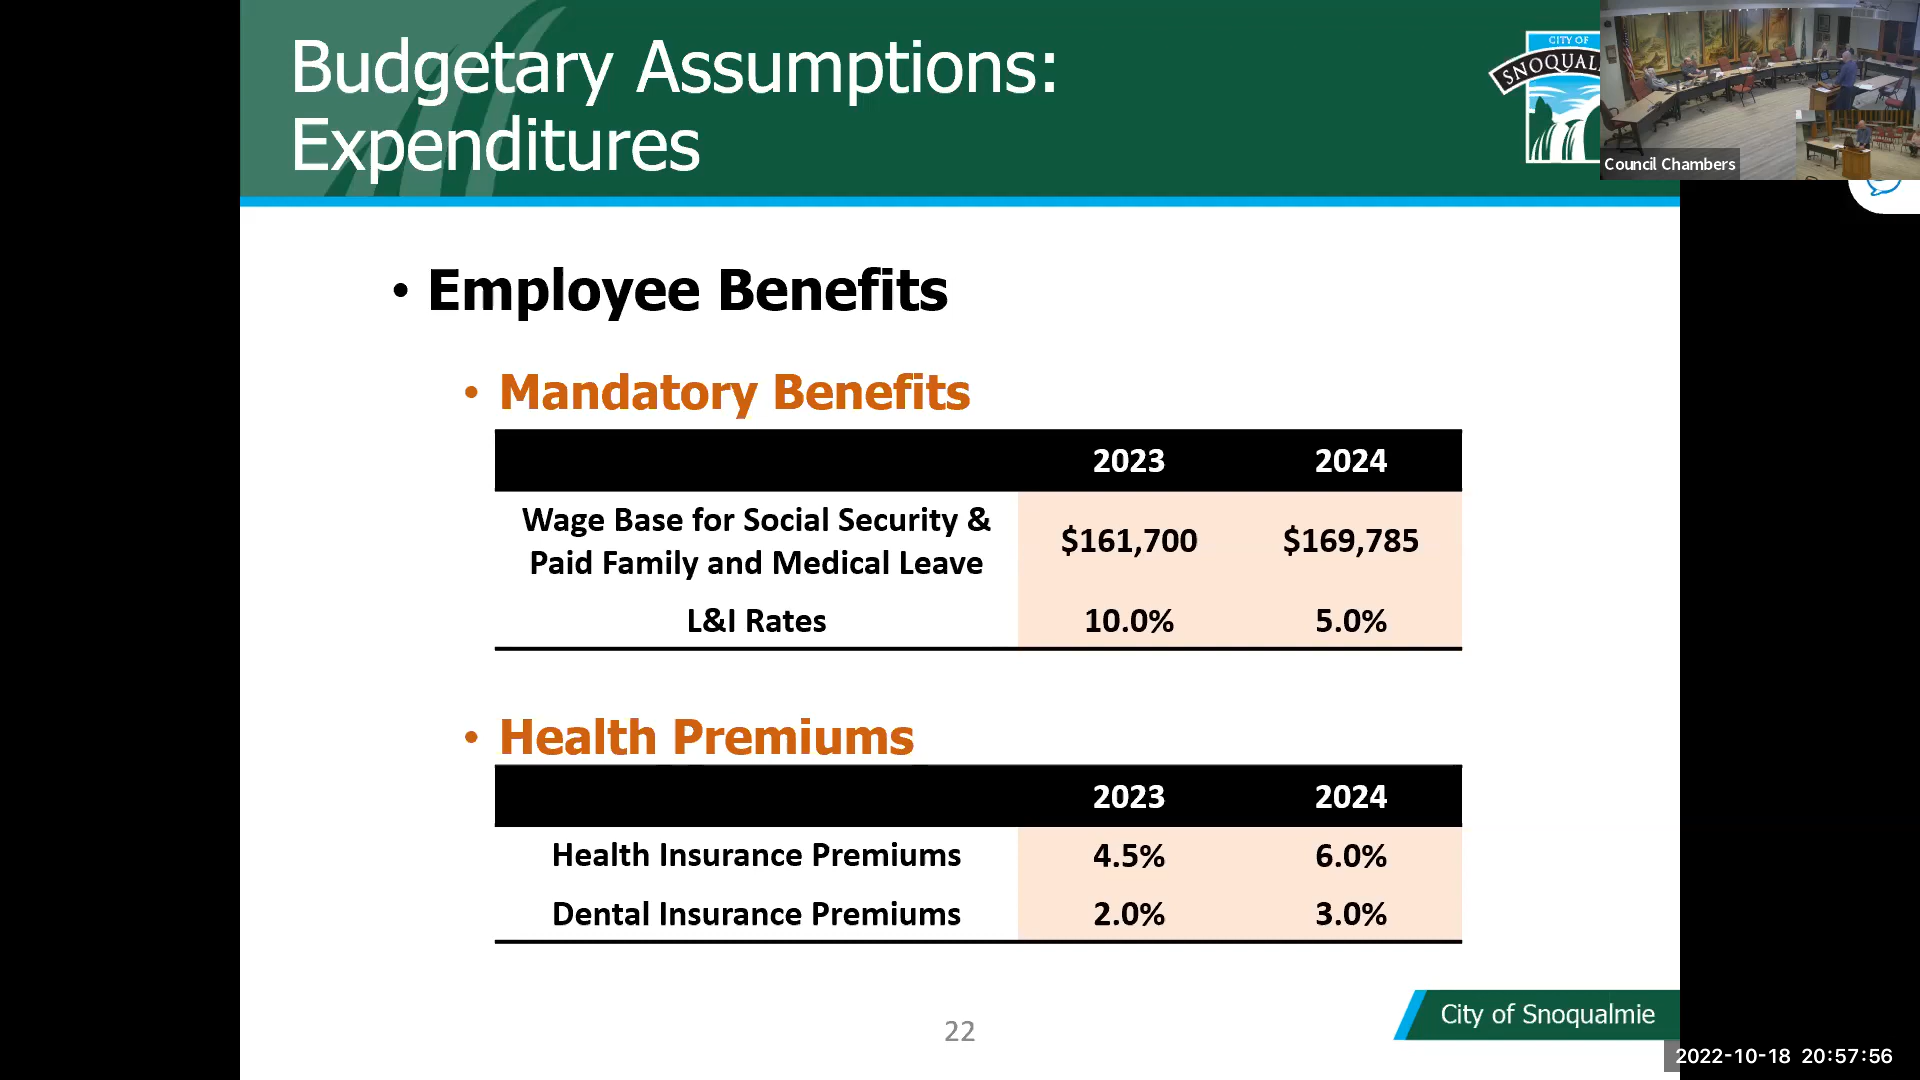 Budgetary Assumptions:
Expenditures
CITY OF
Council Chambers
• Employee Benefits
• Mandatory Benefits
2023 2024
Wage Base for Social Security &
Paid Family and Medical Leave
$161,700 $169,785
L&I Rates 10.0% 5.0%
• Health Premiums
2023 2024
Health Insurance Premiums 4.5% 6.0%
Dental Insurance Premiums 2.0% 3.0%
22
City of Snoqualmie
2022-10-18 20:57:56